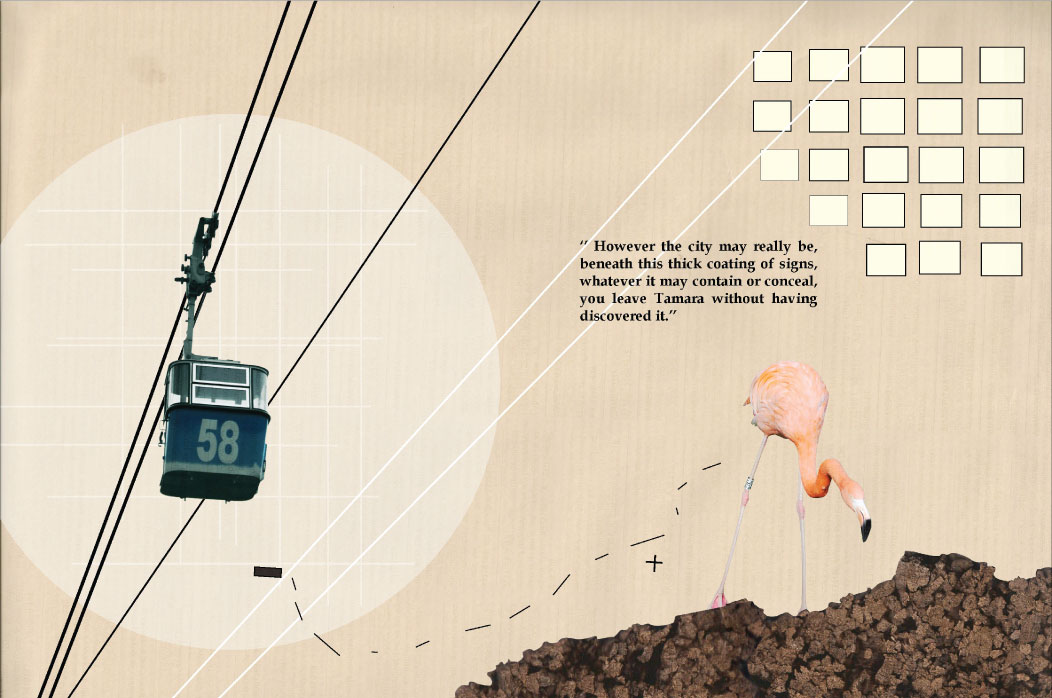 58
“ However the city may really be,
beneath this thick coating of signs,
whatever it may contain or conceal,
you leave Tamara without having
discovered it.”